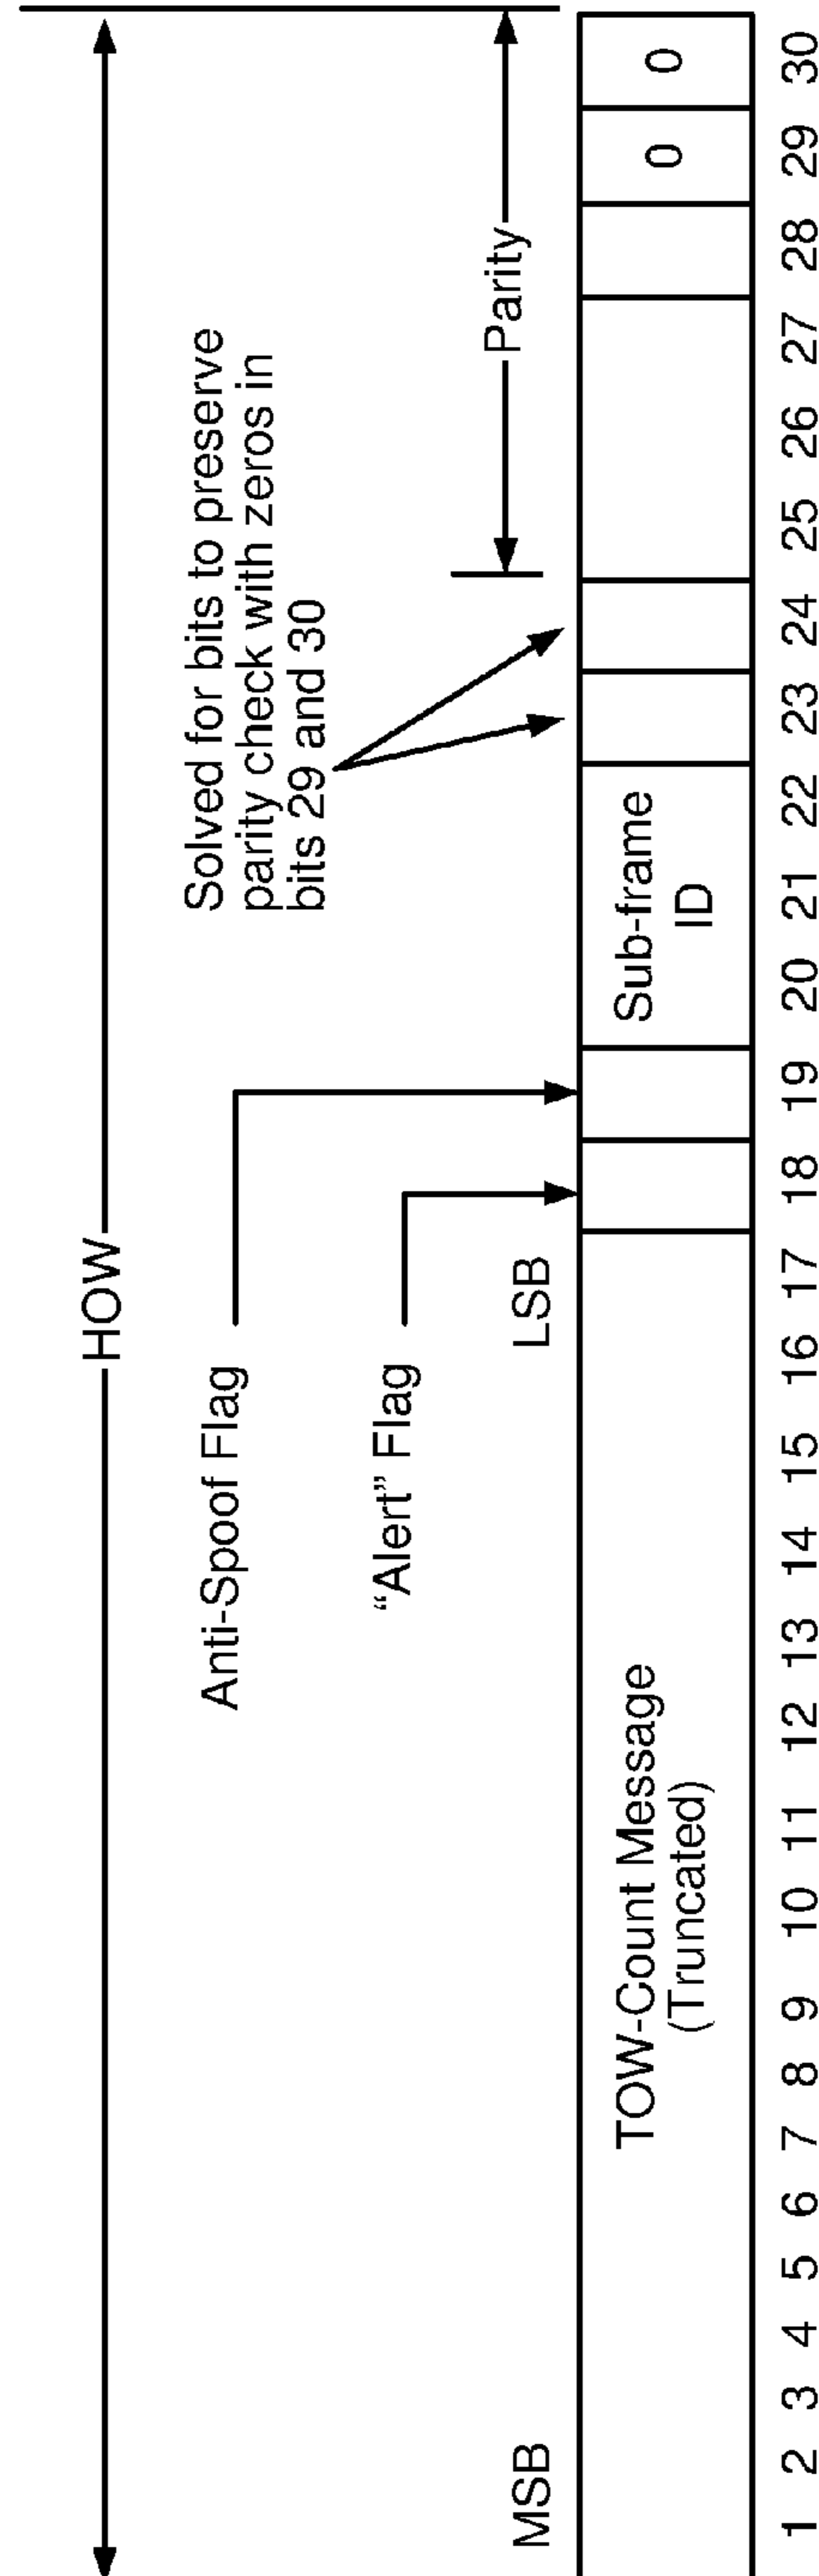 HOW
Solved for bits to preserve
parity check with zeros in
bits 29 and 30
Anti-Spoof Flag
“Alert” Flag
Parity
MSB LSB
TOW-Count Message
(Truncated)
Sub-frame
ID
0 0
1 2 3 4 5 6 7 8 9 10 11 12 13 14 15 16 17 18 19 20 21 22 23 24 25 26 27 28 29 30